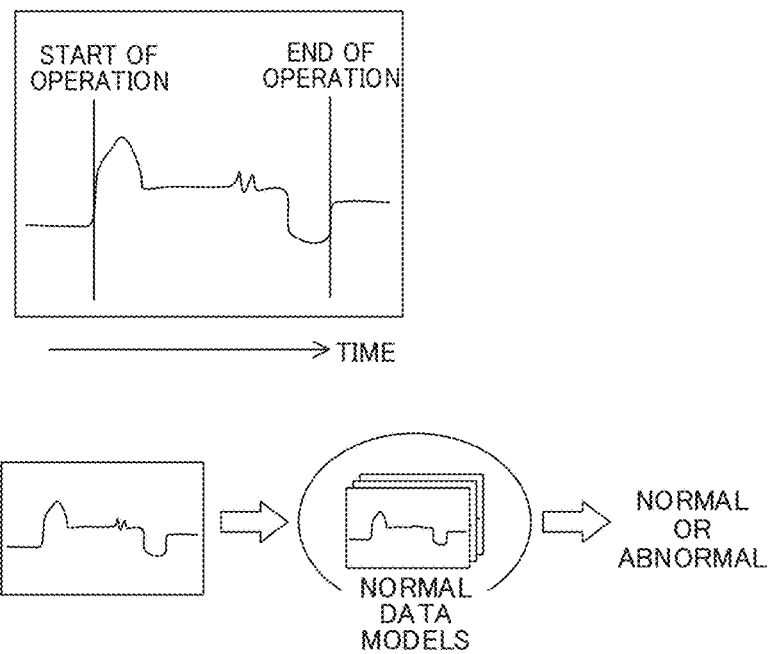 START OF
OPERATION
END OF
OPERATION
TIME
NORMAL
DATA
MODELS
NORMAL
OR
ABNORMAL